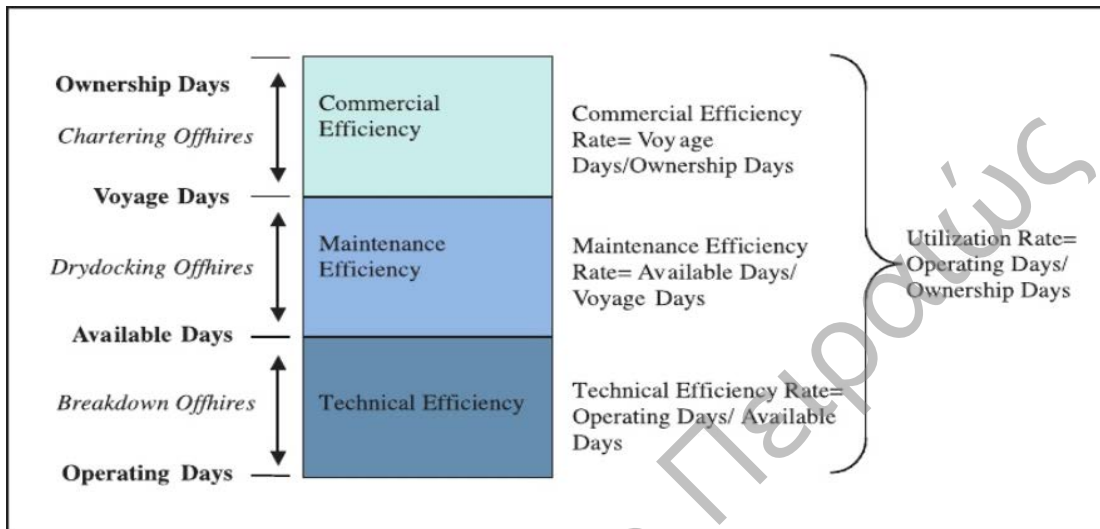 Ownership Days
Chartering Offhires
Voyage Days
Drydocking Offhires
Available Days
Breakdown Offhires
Operating Days
Commercial
Efficiency
Maintenance
Efficiency
Technical Efficiency
Commercial Efficiency
Rate= Voyage
Days/Ownership Days
Maintenance Efficiency
Rate= Available Days/
Voyage Days
Technical Efficiency Rate=
Operating Days/ Available
Days
Utilization Rate=
Operating Days/
Ownership Days
Πειραιώς